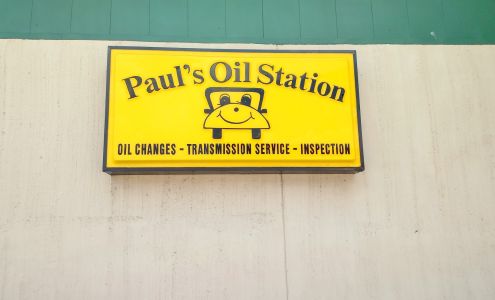 Paul's Oil Station
OIL CHANGES - TRANSMISSION SERVICE - INSPECTION